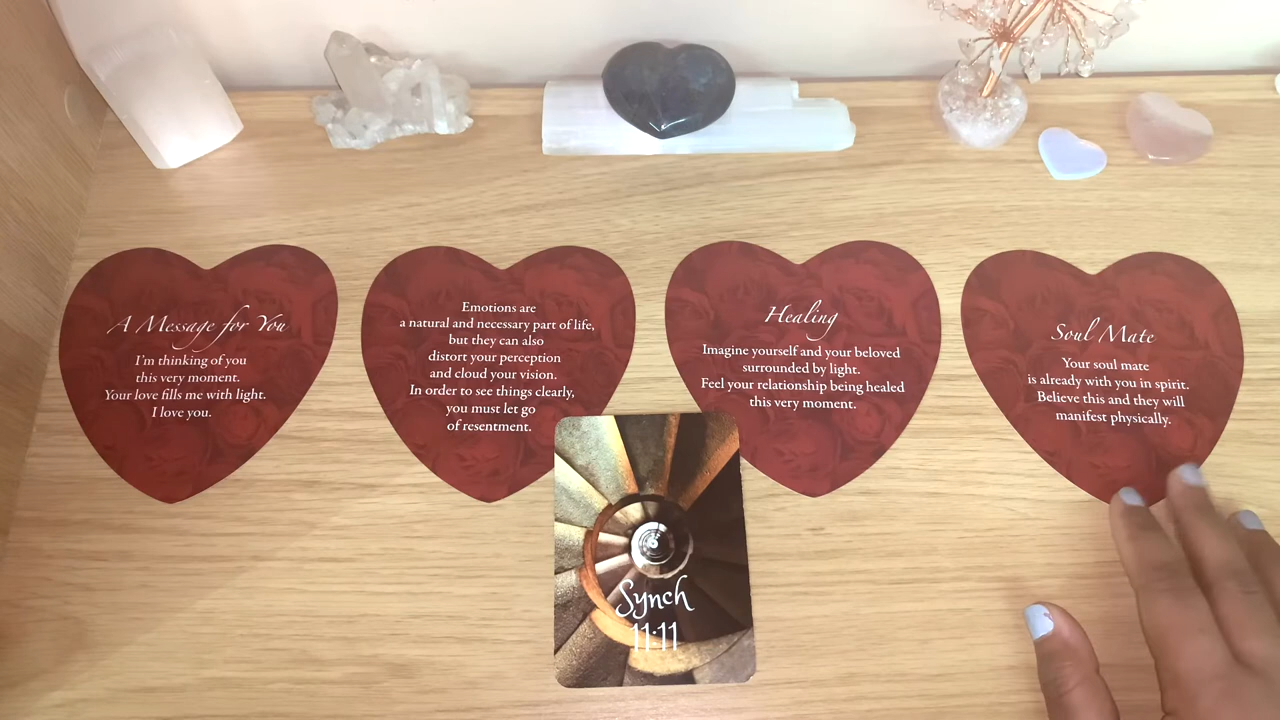 A Message for You
I'm thinking of you
this very moment.
Your love fills me with light.
I love you.
Emotions are
a natural and necessary part of life,
but they can also
distort your perception
and cloud your vision.
In order to see things clearly,
you must let go
of resentment.
Healing
Imagine yourself and your beloved
surrounded by light.
Feel your relationship being healed
this very moment.
Soul Mate
Your soul mate
is already with you in spirit.
Believe this and they will
manifest physically.
Synch
11:11